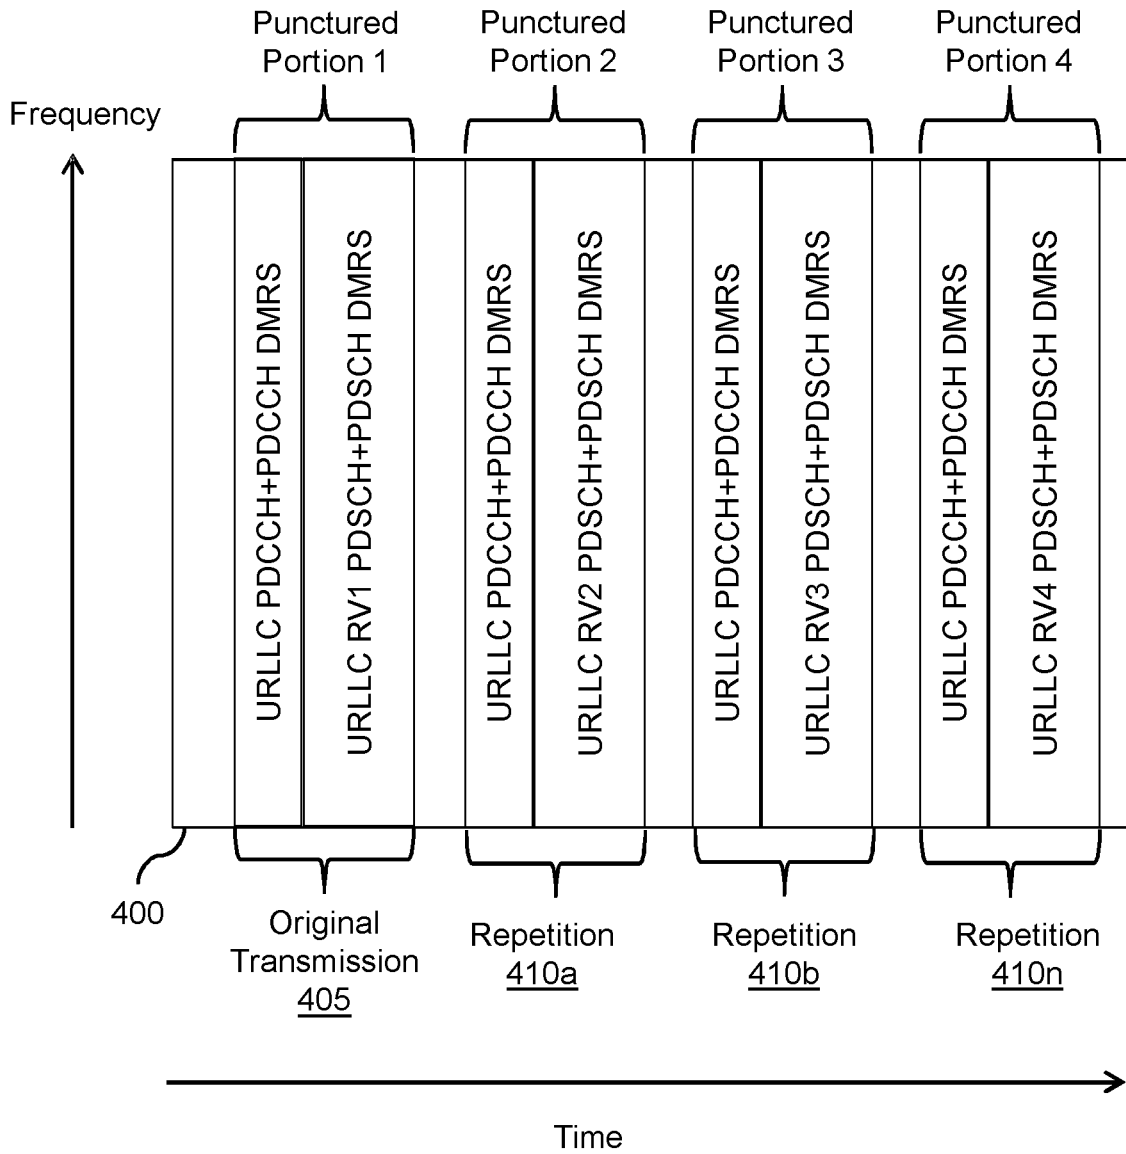 Punctured
Portion 1
Punctured
Portion 2
Punctured
Portion 3
Punctured
Portion 4
Frequency
URLLC PDCCH+PDCCH DMRS
URLLC RV1 PDSCH+PDSCH DMRS
URLLC PDCCH+PDCCH DMRS
URLLC RV2 PDSCH+PDSCH DMRS
URLLC PDCCH+PDCCH DMRS
URLLC RV3 PDSCH+PDSCH DMRS
URLLC PDCCH+PDCCH DMRS
URLLC RV4 PDSCH+PDSCH DMRS
400
Original
Transmission
405
Repetition
410a
Repetition
410b
Repetition
410n
Time